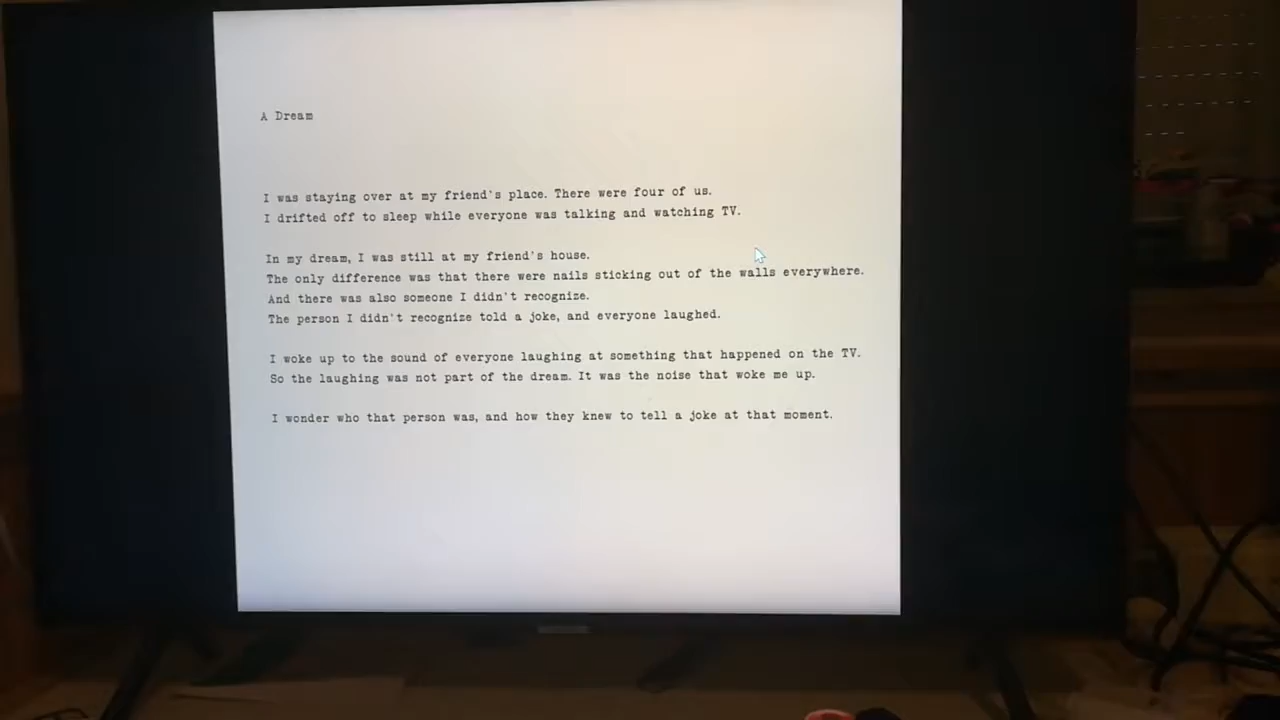 A Dream
I was staying over at my friend's place. There were four of us.
I drifted off to sleep while everyone was talking and watching TV.
In my dream, I was still at my friend's house.
The only difference was that there were nails sticking out of the walls everywhere.
And there was also someone I didn't recognize.
The person I didn't recognize told a joke, and everyone laughed.
I woke up to the sound of everyone laughing at something that happened on the TV.
So the laughing was not part of the dream. It was the noise that woke me up.
I wonder who that person was, and how they knew to tell a joke at that moment.